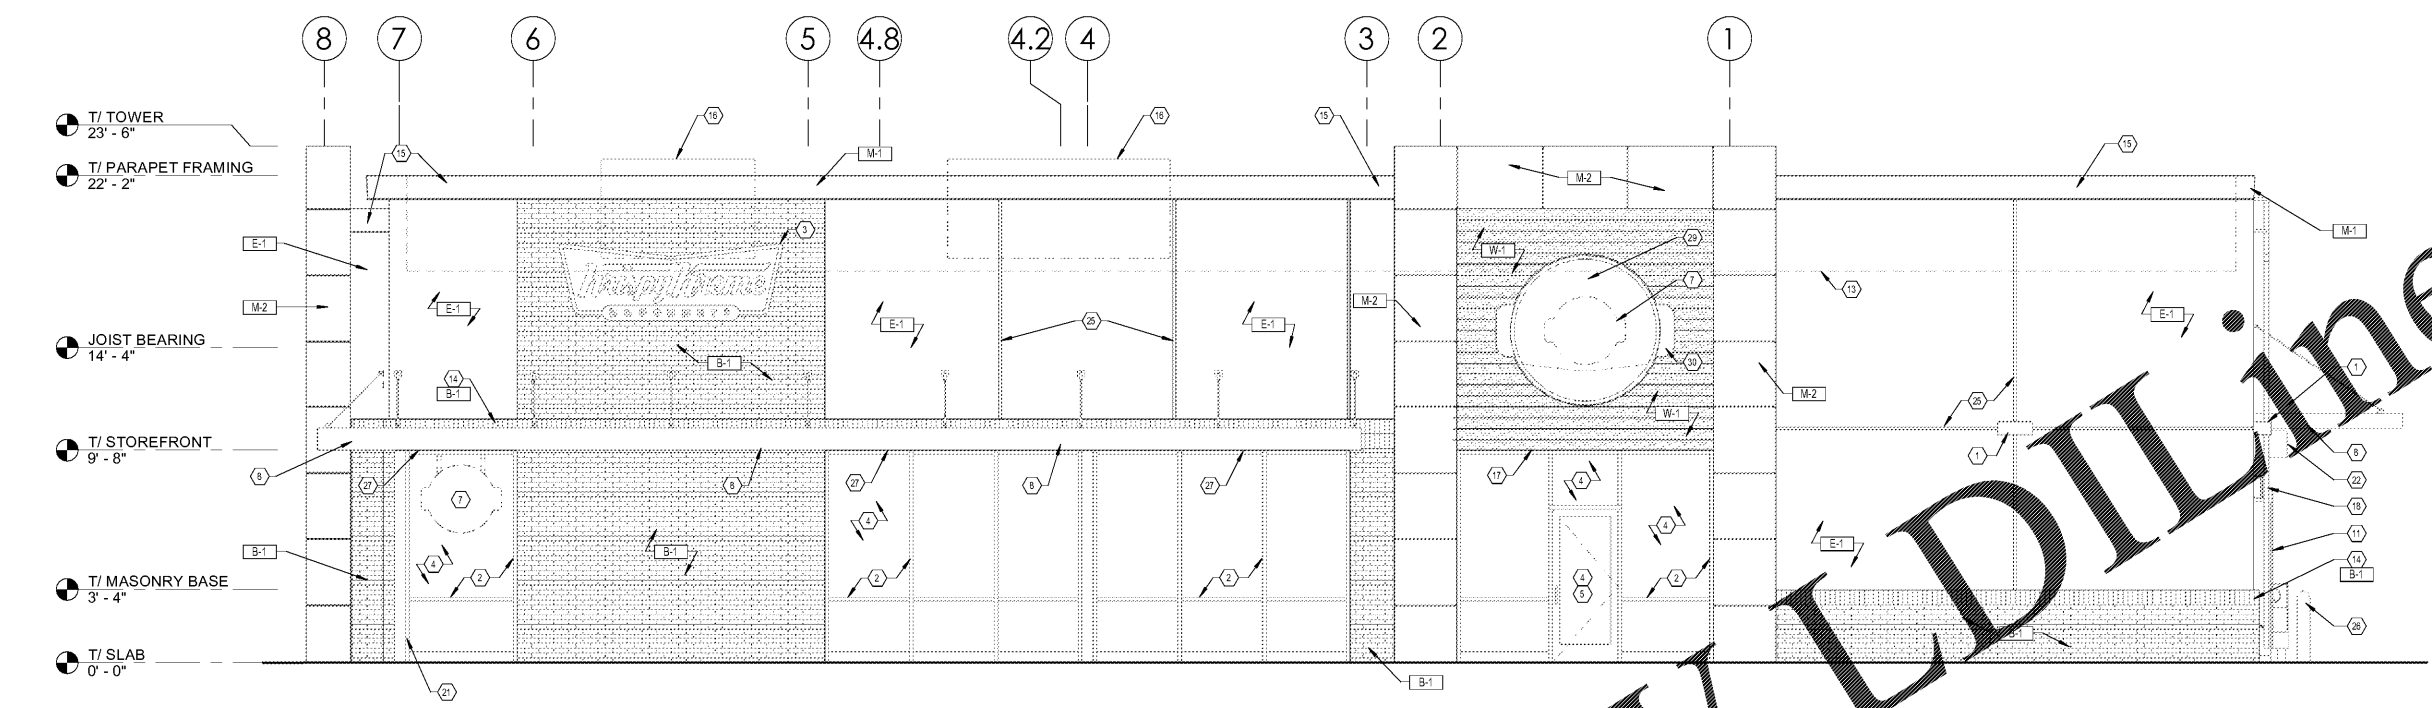 8 7 6 5 4.8 4.2 4 3 2 1
T/ TOWER
23' - 6"
T/ PARAPET FRAMING
22' - 2"
JOIST BEARING
14' - 4"
T/ STOREFRONT
9' - 8"
T/ MASONRY BASE
3' - 4"
T/ SLAB
0' - 0"
16
16
15
15
15
M-1
M-2
E-1
3
W-1
29
M-1
M-2
E-1
Krispy Kreme
DOUGHNUTS
E-1
25
E-1
M-2
7
13
E-1
B-1
30
14
B-1
M-2
1
25
W-1
8
27
8
27
8
27
17
4
1
8
22
7
4
4
18
B-1
4
B-1
E-1
11
2
2
2
4
5
2
14
B-1
B-1
26
21
B-1
LDILine